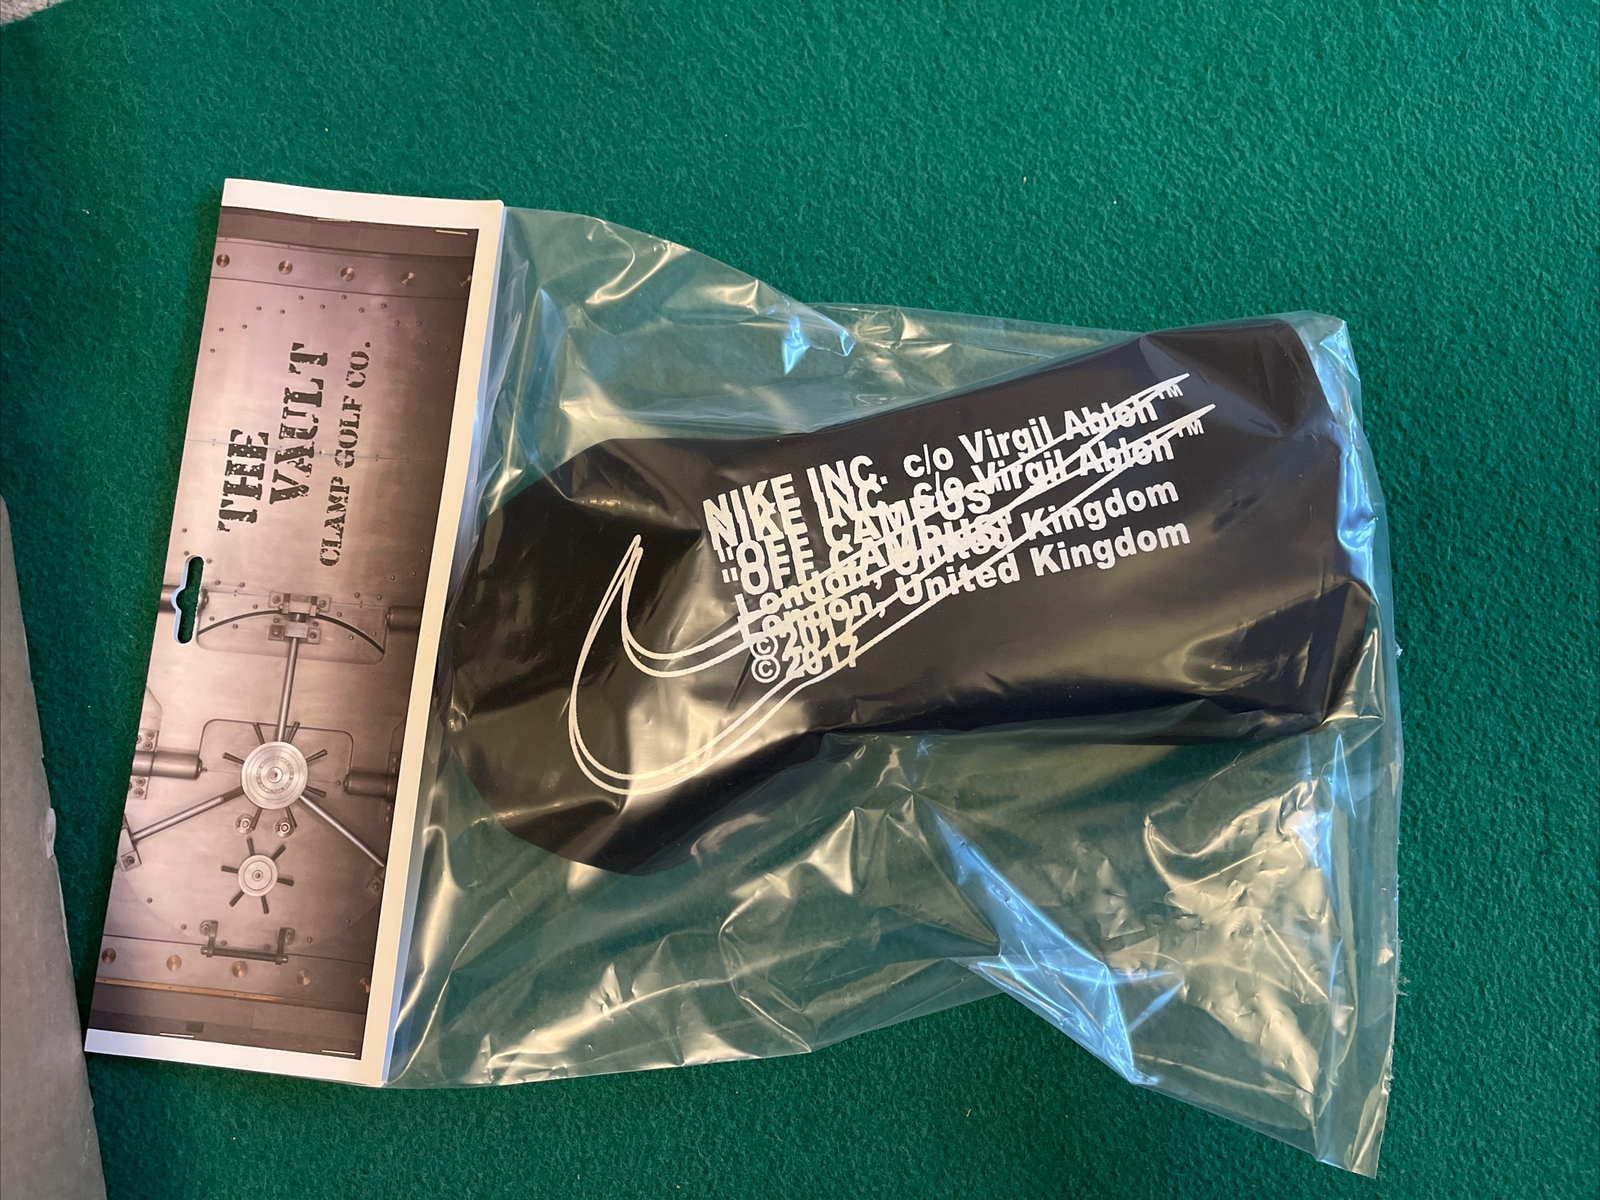 THE
VAULT
CLAMP GOLF CO.
NIKE INC. c/o Virgil Abloh™
NIKE INC. c/o Virgil Abloh™
"OFF CAMPUS"
"OFF CAMPUS"
London, United Kingdom
London, United Kingdom
© 2017
© 2017